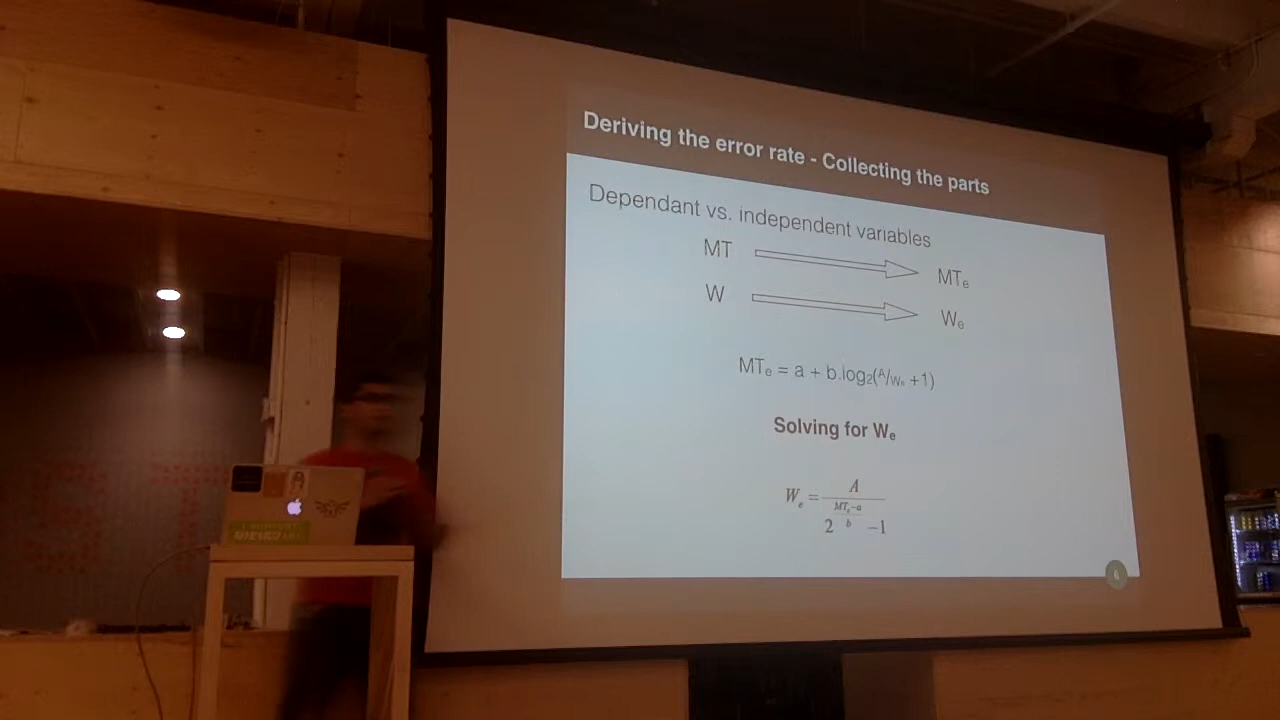 Deriving the error rate - Collecting the parts
Dependant vs. independent variables
MT
MTe
W
We
MTe = a + b.log2(A/We +1)
Solving for We
We = A / 2^((MTe-a)/b) -1